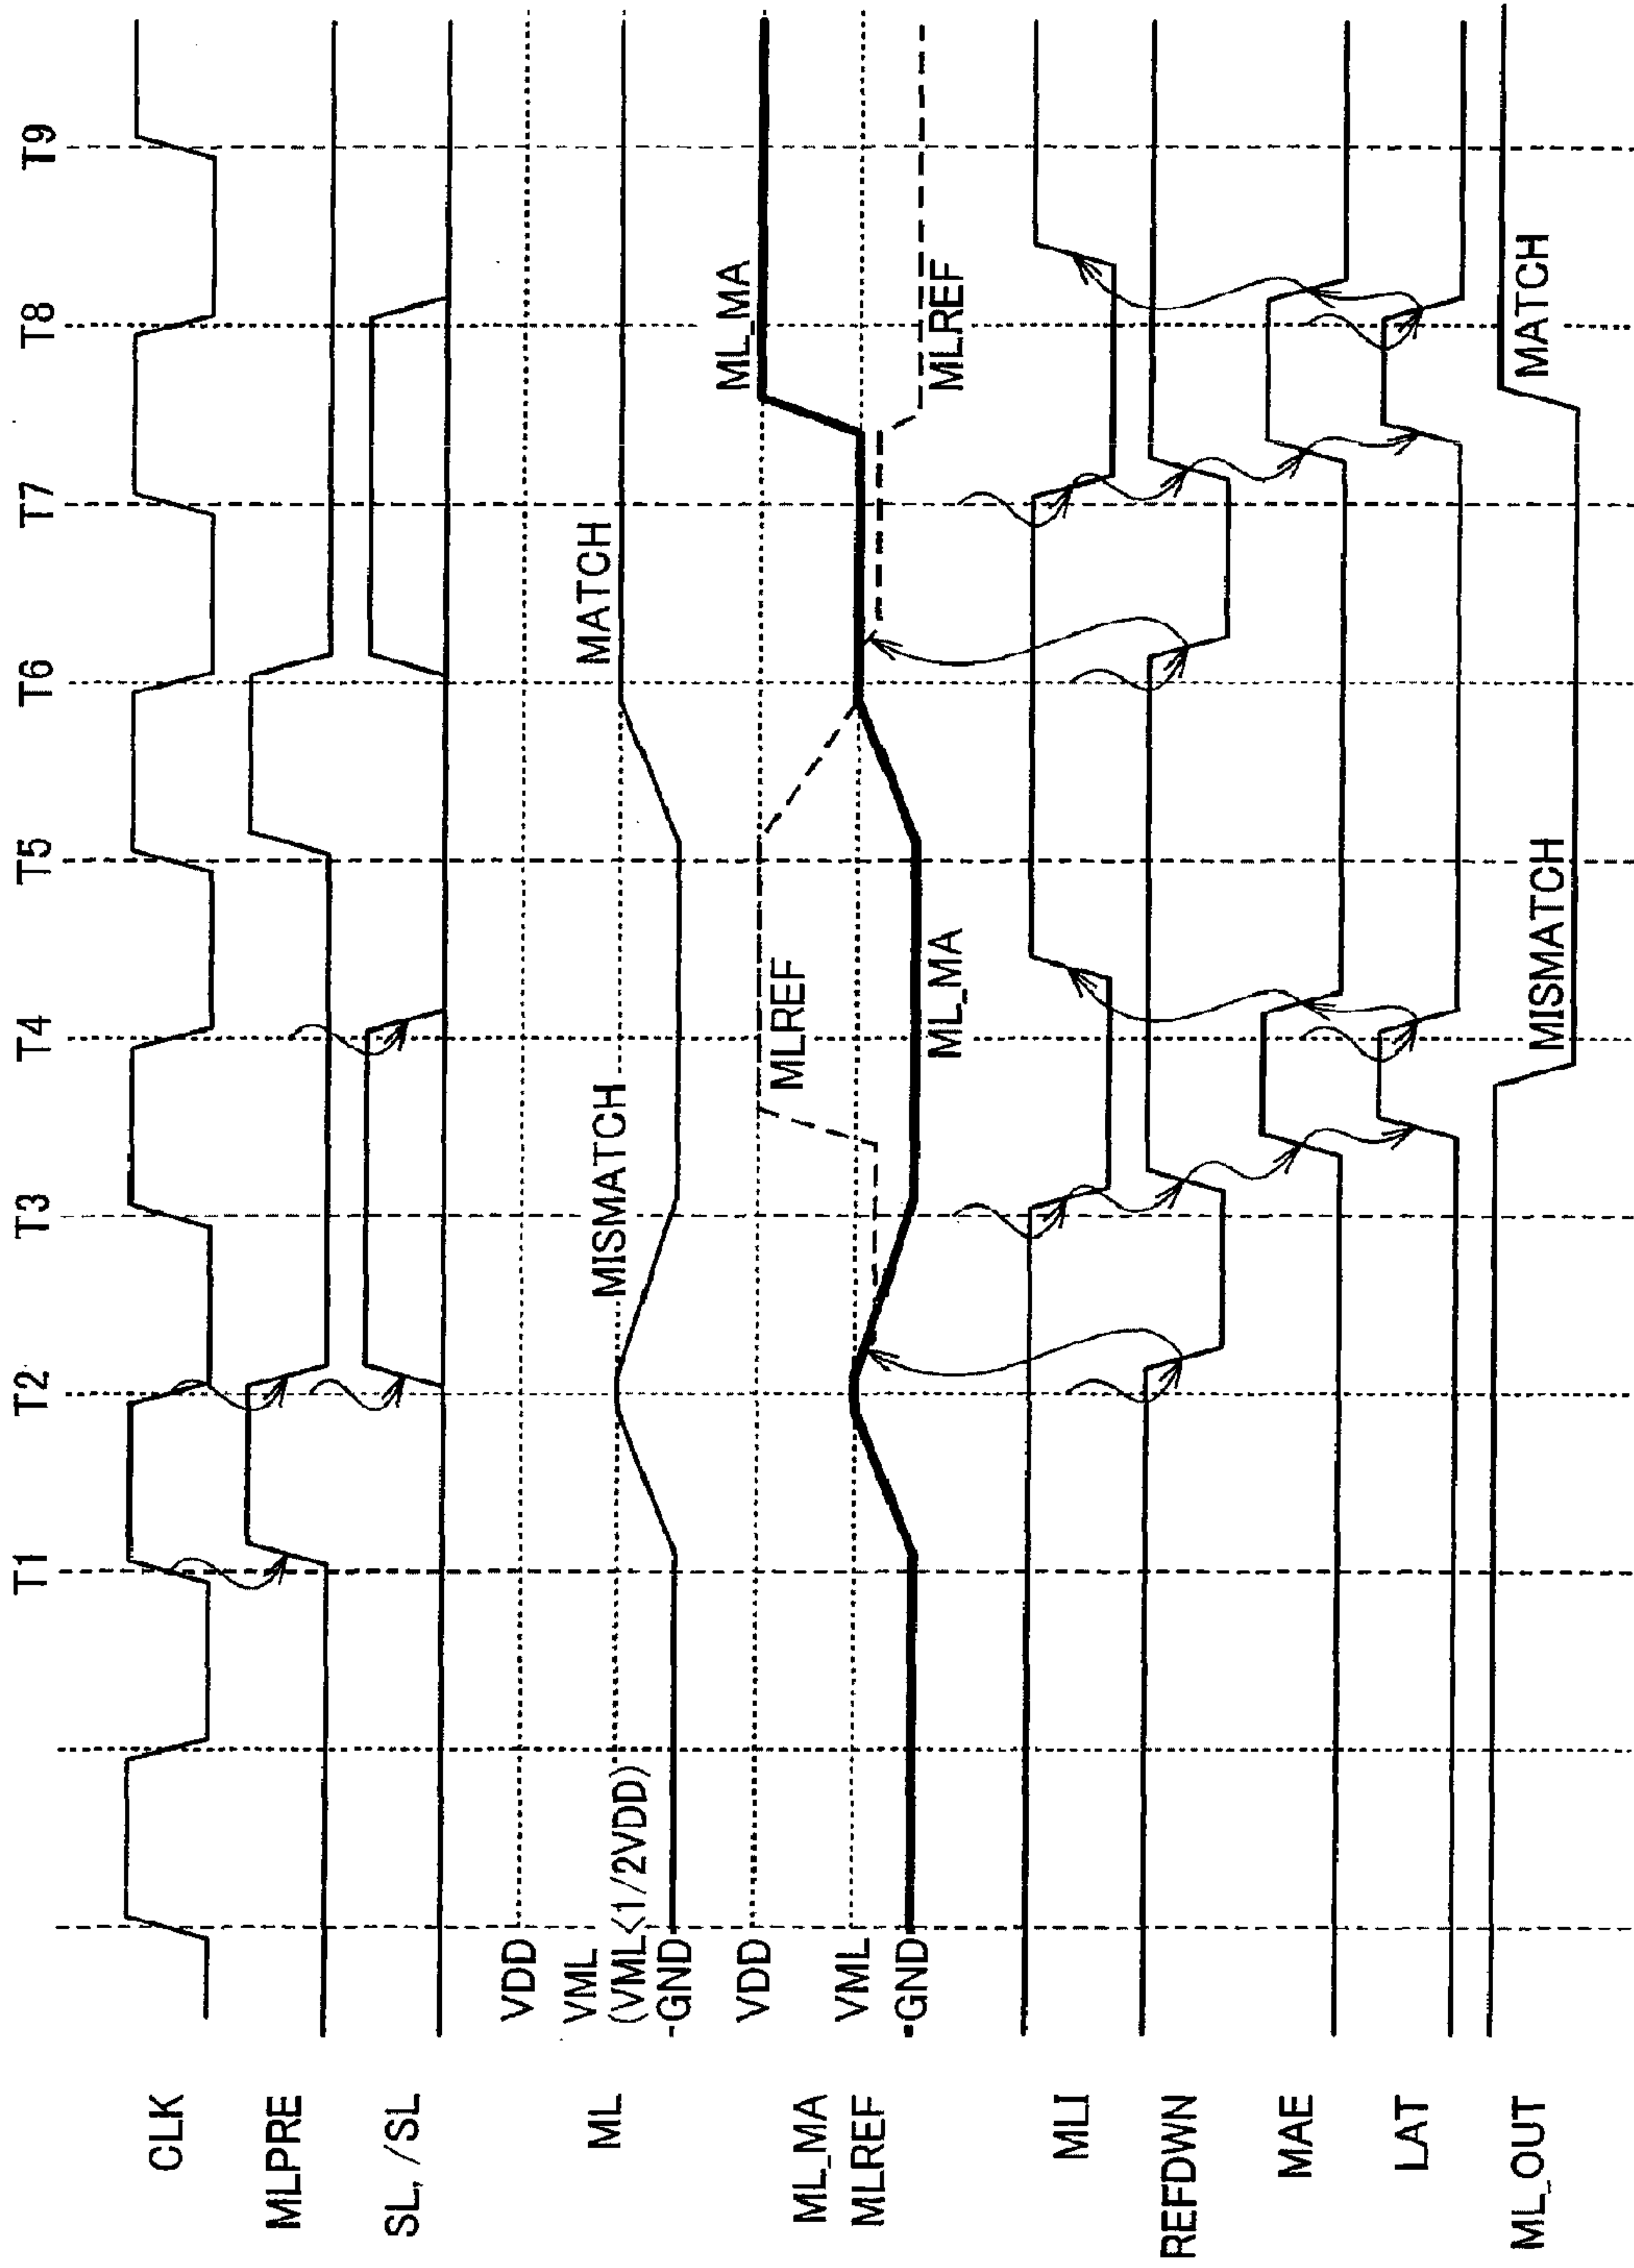 T1 T2 T3 T4 T5 T6 T7 T8 T9
CLK
MLPRE
SL, /SL
VDD
VML
(VML<1/2VDD)
GND
ML
MISMATCH
MATCH
VDD
VML
GND
ML_MA
MLREF
MLREF
ML_MA
ML_MA
MLREF
MLI
REFDWN
MAE
LAT
ML_OUT
MISMATCH
MATCH